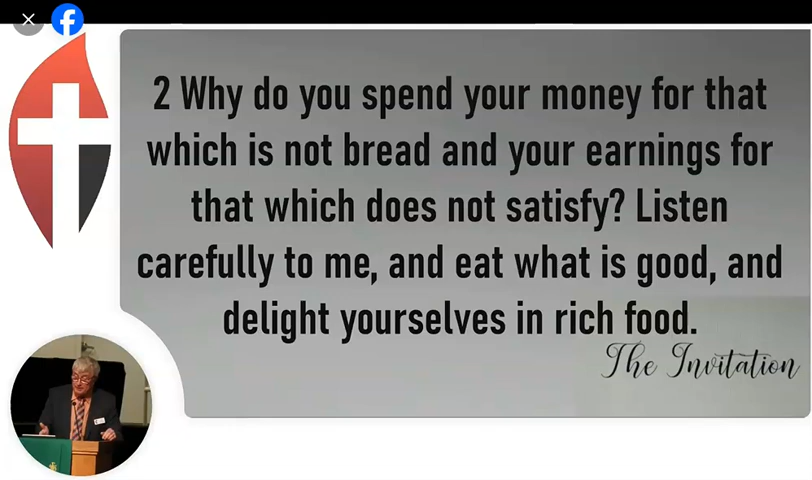 2 Why do you spend your money for that
which is not bread and your earnings for
that which does not satisfy? Listen
carefully to me, and eat what is good, and
delight yourselves in rich food.
The Invitation